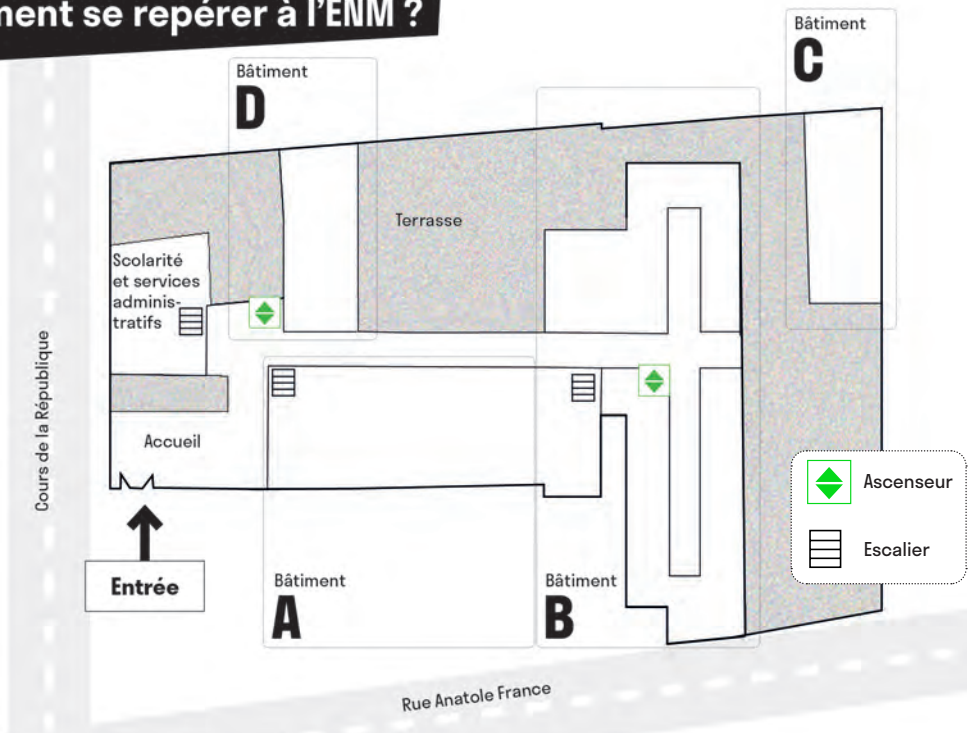 ment se repérer à l'ENM ?
Bâtiment
C
Bâtiment
D
Terrasse
Scolarité
et services
adminis-
tratifs
Cours de la République
Accueil
Ascenseur
Escalier
Entrée
Bâtiment
A
Bâtiment
B
Rue Anatole France